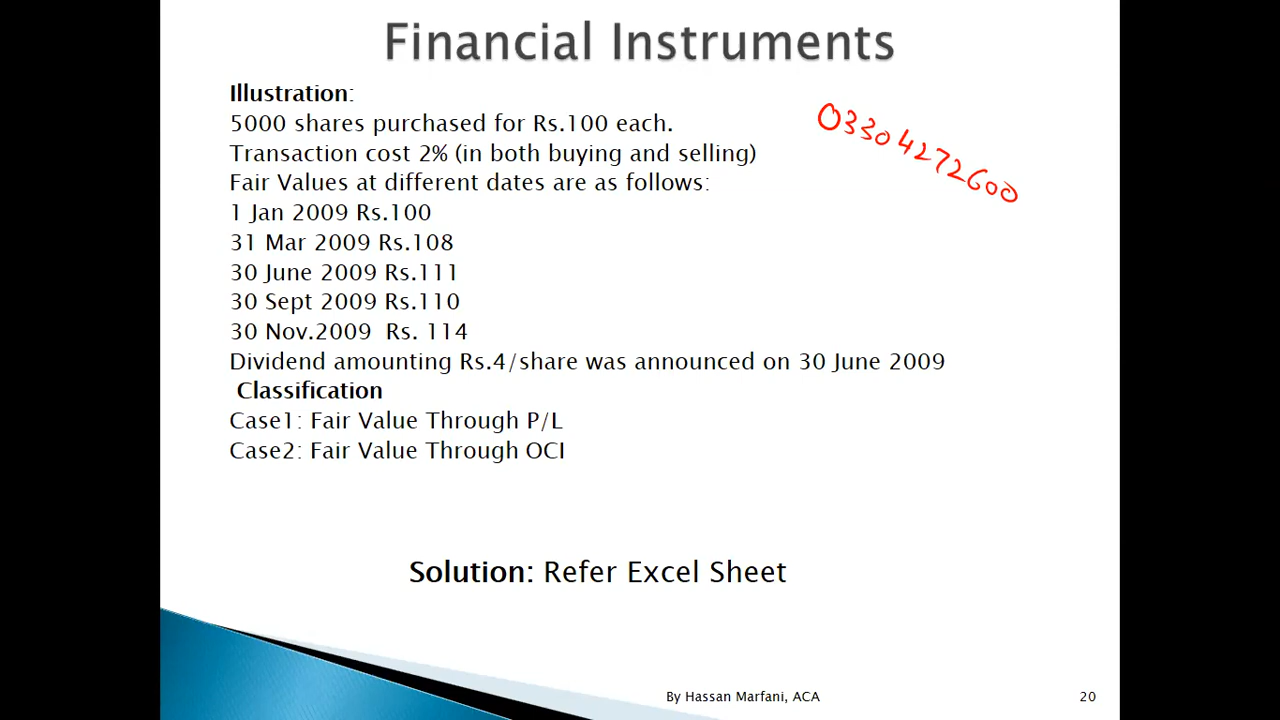 Financial Instruments
Illustration:
5000 shares purchased for Rs.100 each.
03304272600
Transaction cost 2% (in both buying and selling)
Fair Values at different dates are as follows:
1 Jan 2009 Rs.100
31 Mar 2009 Rs.108
30 June 2009 Rs.111
30 Sept 2009 Rs.110
30 Nov.2009 Rs. 114
Dividend amounting Rs.4/share was announced on 30 June 2009
Classification
Case1: Fair Value Through P/L
Case2: Fair Value Through OCI
Solution: Refer Excel Sheet
By Hassan Marfani, ACA
20